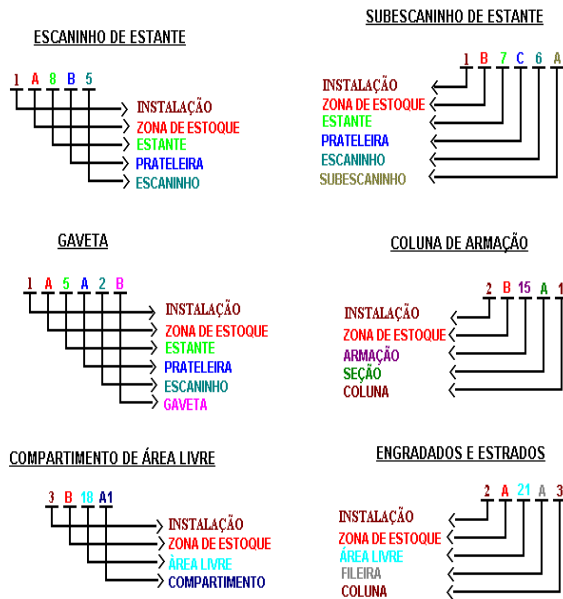 ESCANINHO DE ESTANTE
1 A 8 B 5
INSTALAÇÃO
ZONA DE ESTOQUE
ESTANTE
PRATELEIRA
ESCANINHO
SUBESCANINHO DE ESTANTE
1 B 7 C 6 A
INSTALAÇÃO
ZONA DE ESTOQUE
ESTANTE
PRATELEIRA
ESCANINHO
SUBESCANINHO
GAVETA
1 A 5 A 2 B
INSTALAÇÃO
ZONA DE ESTOQUE
ESTANTE
PRATELEIRA
ESCANINHO
GAVETA
COLUNA DE ARMAÇÃO
2 B 15 A 1
INSTALAÇÃO
ZONA DE ESTOQUE
ARMAÇÃO
SEÇÃO
COLUNA
COMPARTIMENTO DE ÁREA LIVRE
3 B 18 A1
INSTALAÇÃO
ZONA DE ESTOQUE
ÀREA LIVRE
COMPARTIMENTO
ENGRADADOS E ESTRADOS
2 A 21 A 3
INSTALAÇÃO
ZONA DE ESTOQUE
ÁREA LIVRE
FILEIRA
COLUNA